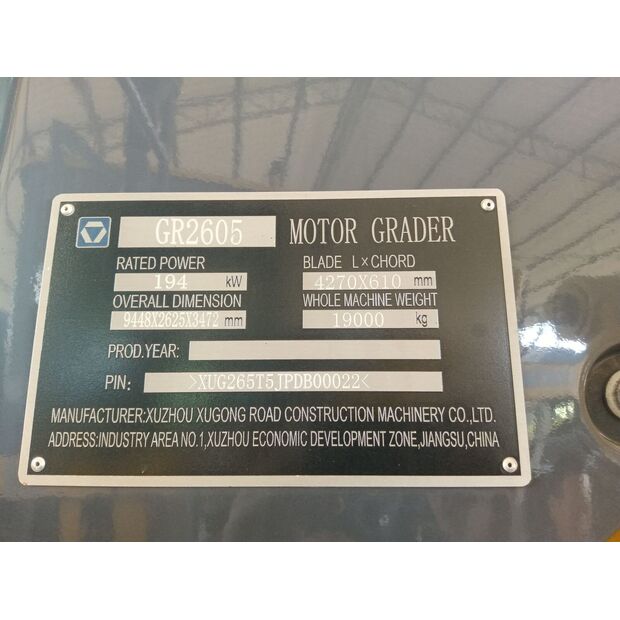 GR2605 MOTOR GRADER
RATED POWER
194 kW
BLADE L×CHORD
4270X610 mm
OVERALL DIMENSION
9448X2625X3472 mm
WHOLE MACHINE WEIGHT
19000 kg
PROD.YEAR:
PIN: >XUG265T5JPDB00022<
MANUFACTURER:XUZHOU XUGONG ROAD CONSTRUCTION MACHINERY CO.,LTD.
ADDRESS:INDUSTRY AREA NO.1,XUZHOU ECONOMIC DEVELOPMENT ZONE,JIANGSU,CHINA